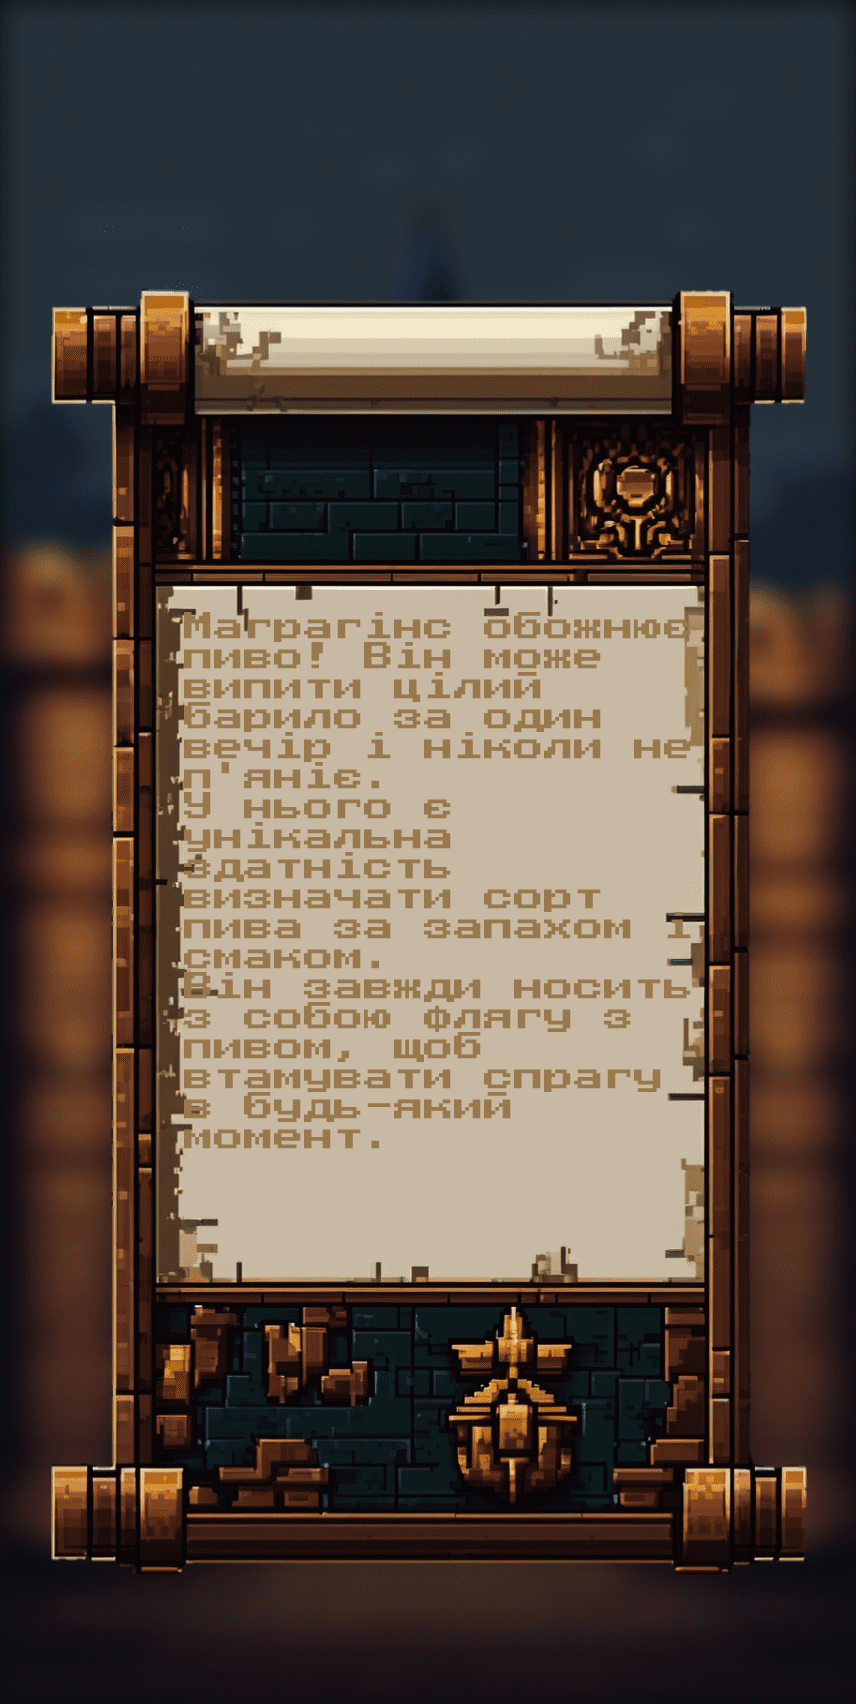 Маграгінс обожнює
пиво! Він може
випити цілий
барило за один
вечір і ніколи не
п'яніє.
У нього є
унікальна
здатність
визначати сорт
пива за запахом і
смаком.
Він завжди носить
з собою флягу з
пивом, щоб
втамувати спрагу
в будь-який
момент.